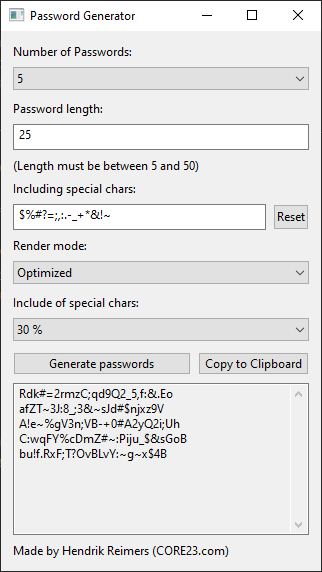 Password Generator
Number of Passwords:
5
Password length:
25
(Length must be between 5 and 50)
Including special chars:
$%#?=;,:.-_+*&!~ Reset
Render mode:
Optimized
Include of special chars:
30 %
Generate passwords Copy to Clipboard
Rdk#=2rmzC;qd9Q2_5,f:&.Eo
afZT~3J:8_;3&~sJd#$njxz9V
A!e~%gV3n;VB-+0#A2yQ2i;Uh
C:wqFY%cDmZ#~:Piju_$&sGoB
bu!f.RxF;T?OvBLvY:~g~x$4B
Made by Hendrik Reimers (CORE23.com)